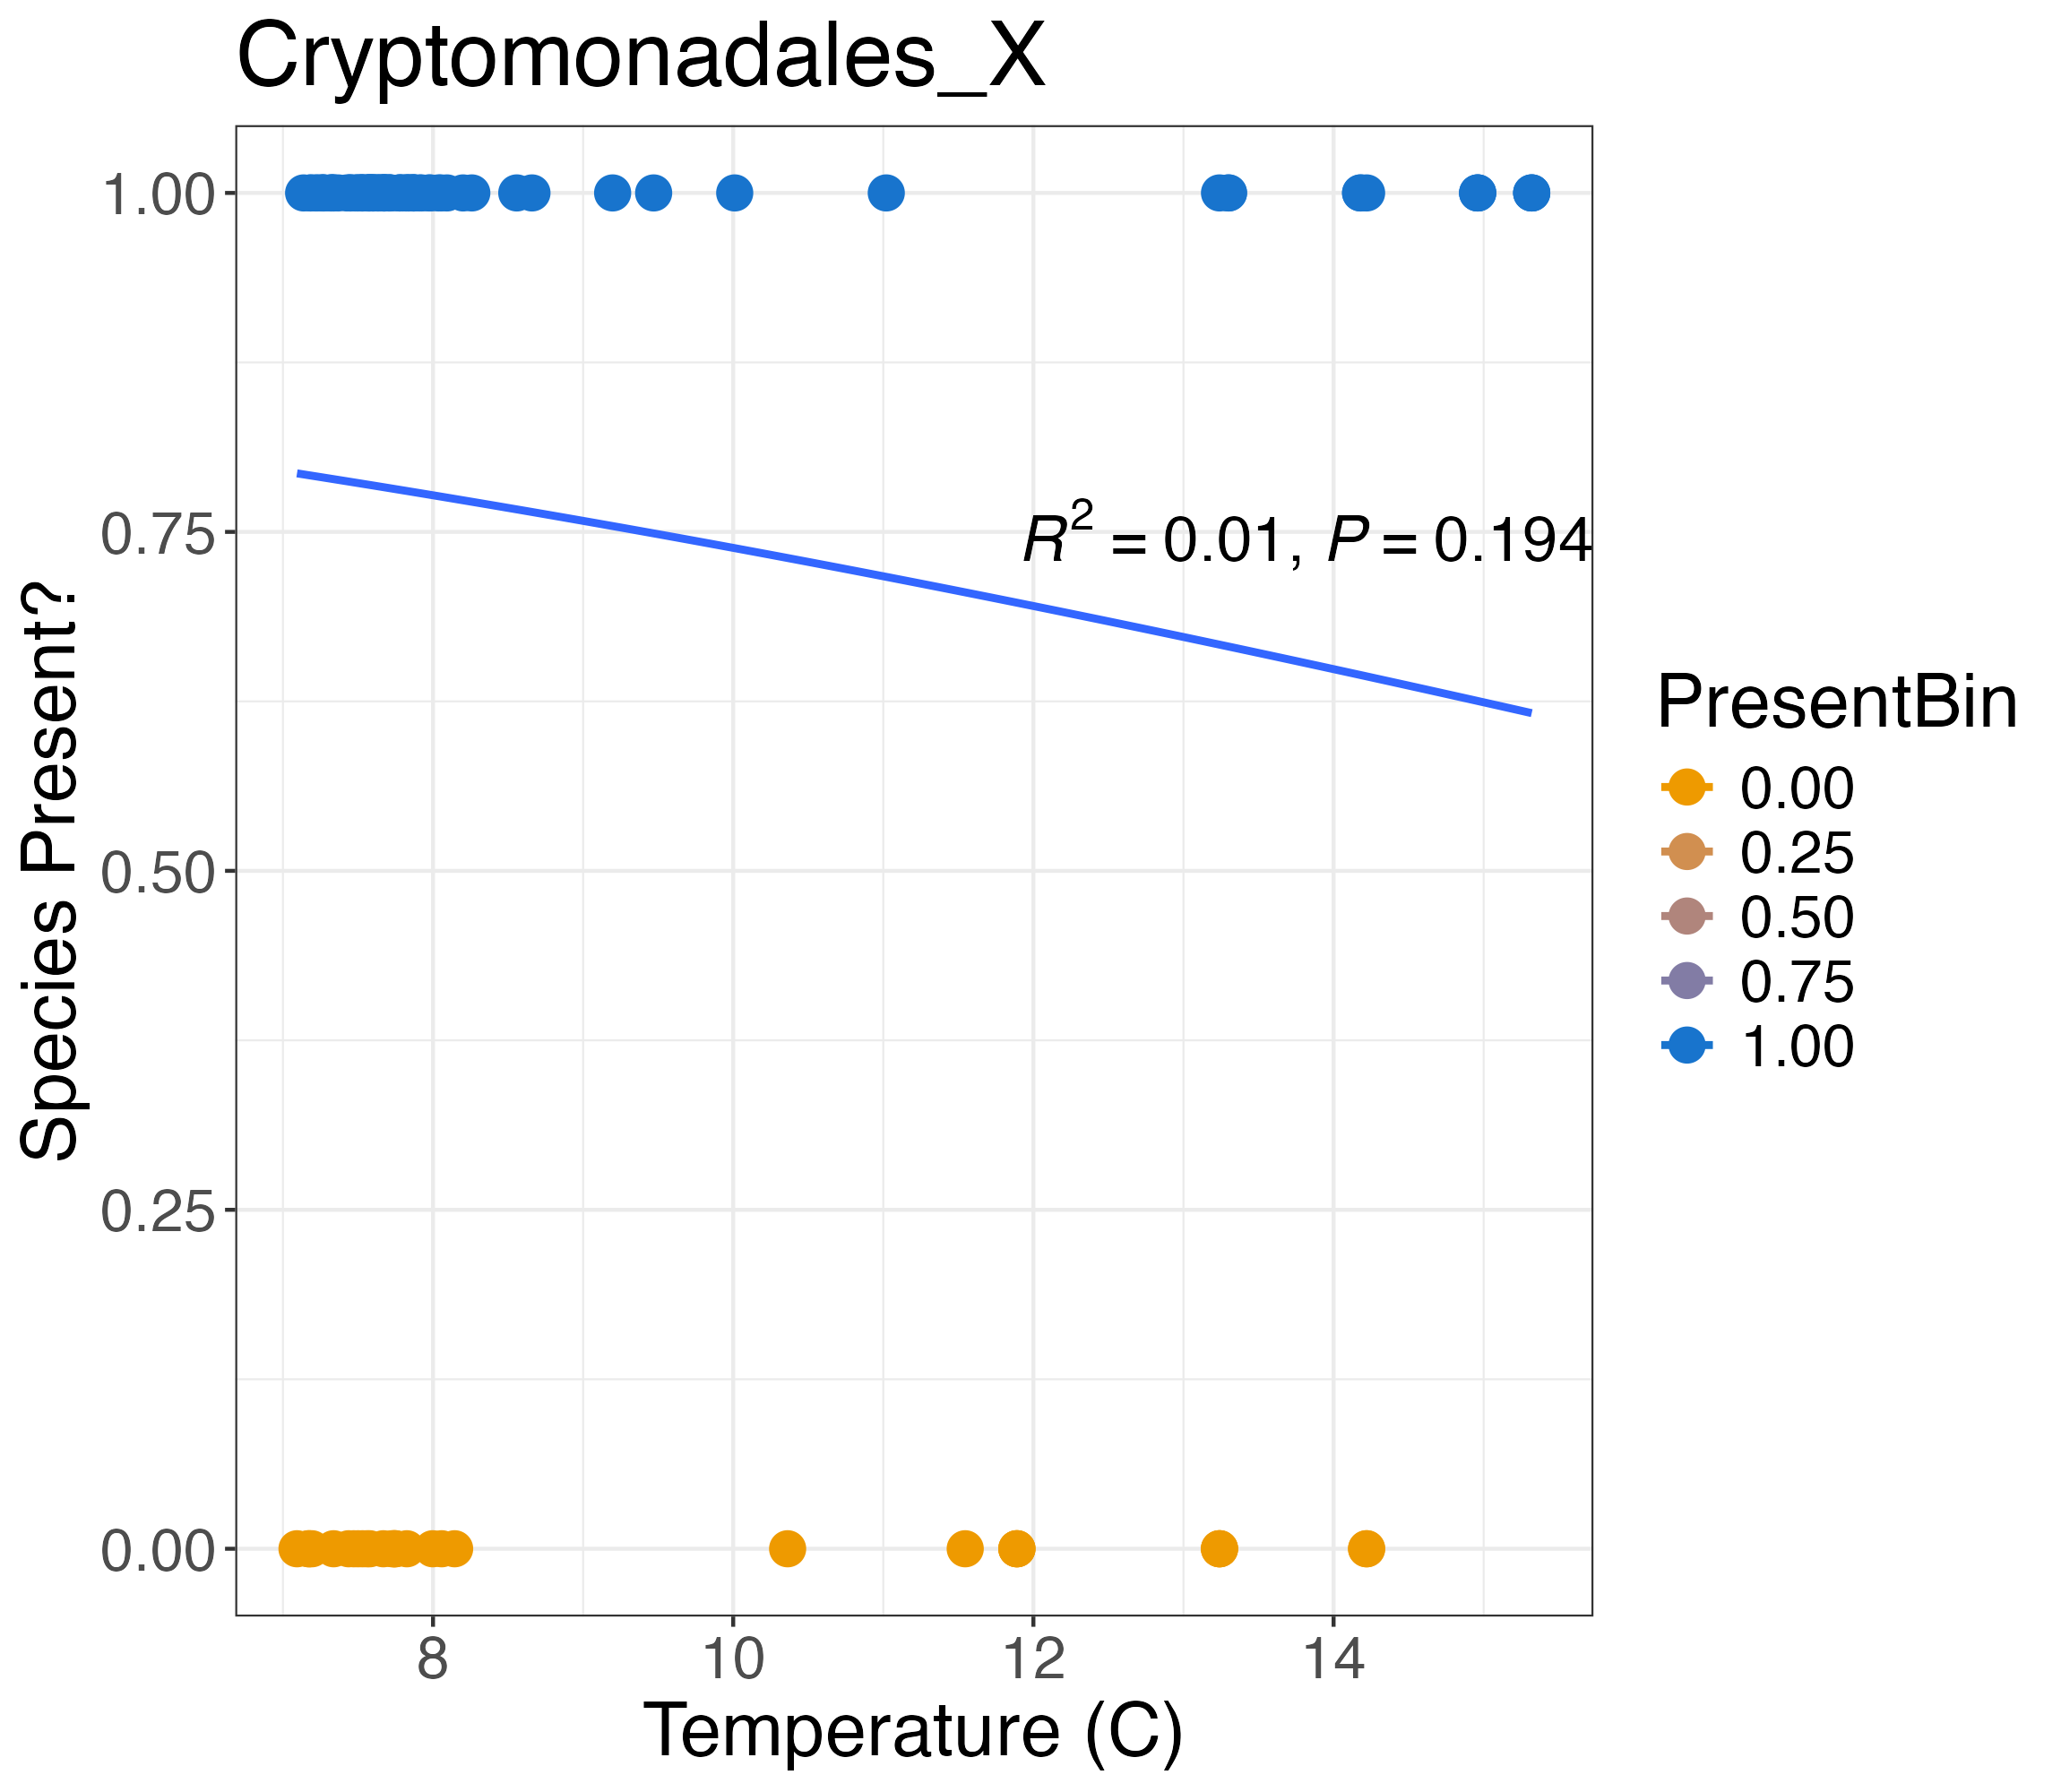 Cryptomonadales_X
1.00
0.75
0.50
0.25
0.00
Species Present?
R² = 0.01, P = 0.194
8 10 12 14
Temperature (C)
PresentBin
0.00
0.25
0.50
0.75
1.00